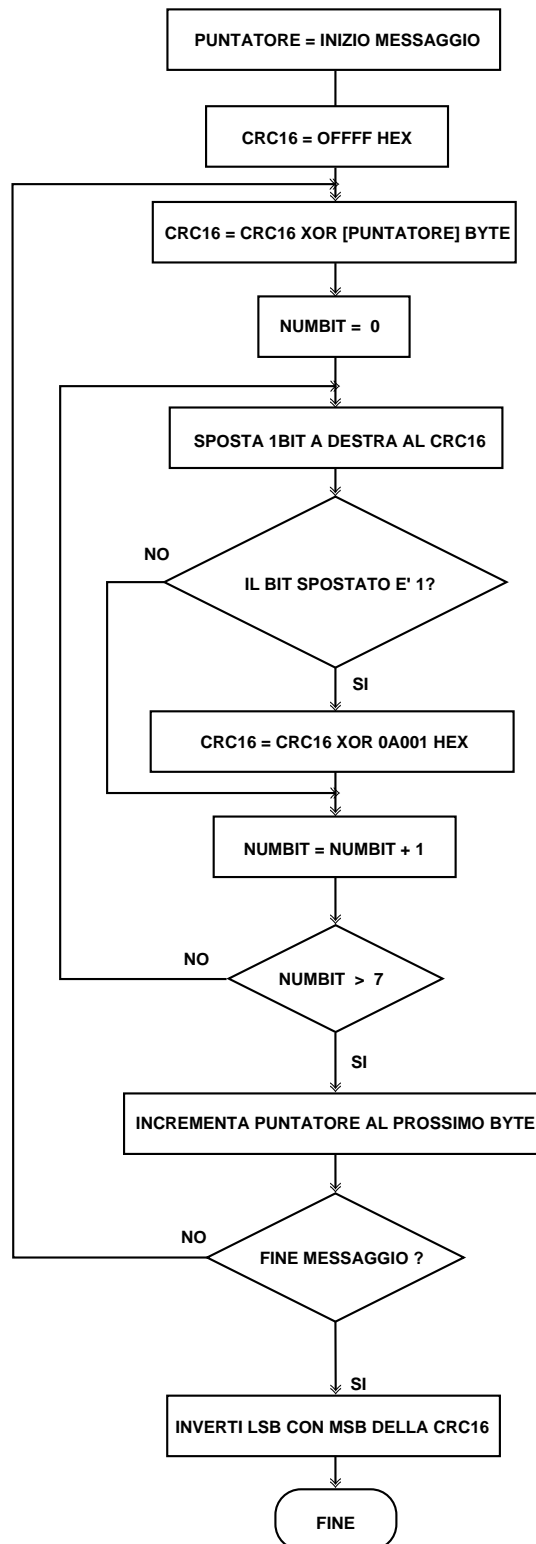 PUNTATORE = INIZIO MESSAGGIO
CRC16 = OFFFF HEX
CRC16 = CRC16 XOR [PUNTATORE] BYTE
NUMBIT = 0
SPOSTA 1BIT A DESTRA AL CRC16
NO
IL BIT SPOSTATO E' 1?
SI
CRC16 = CRC16 XOR 0A001 HEX
NUMBIT = NUMBIT + 1
NO
NUMBIT > 7
SI
INCREMENTA PUNTATORE AL PROSSIMO BYTE
NO
FINE MESSAGGIO ?
SI
INVERTI LSB CON MSB DELLA CRC16
FINE